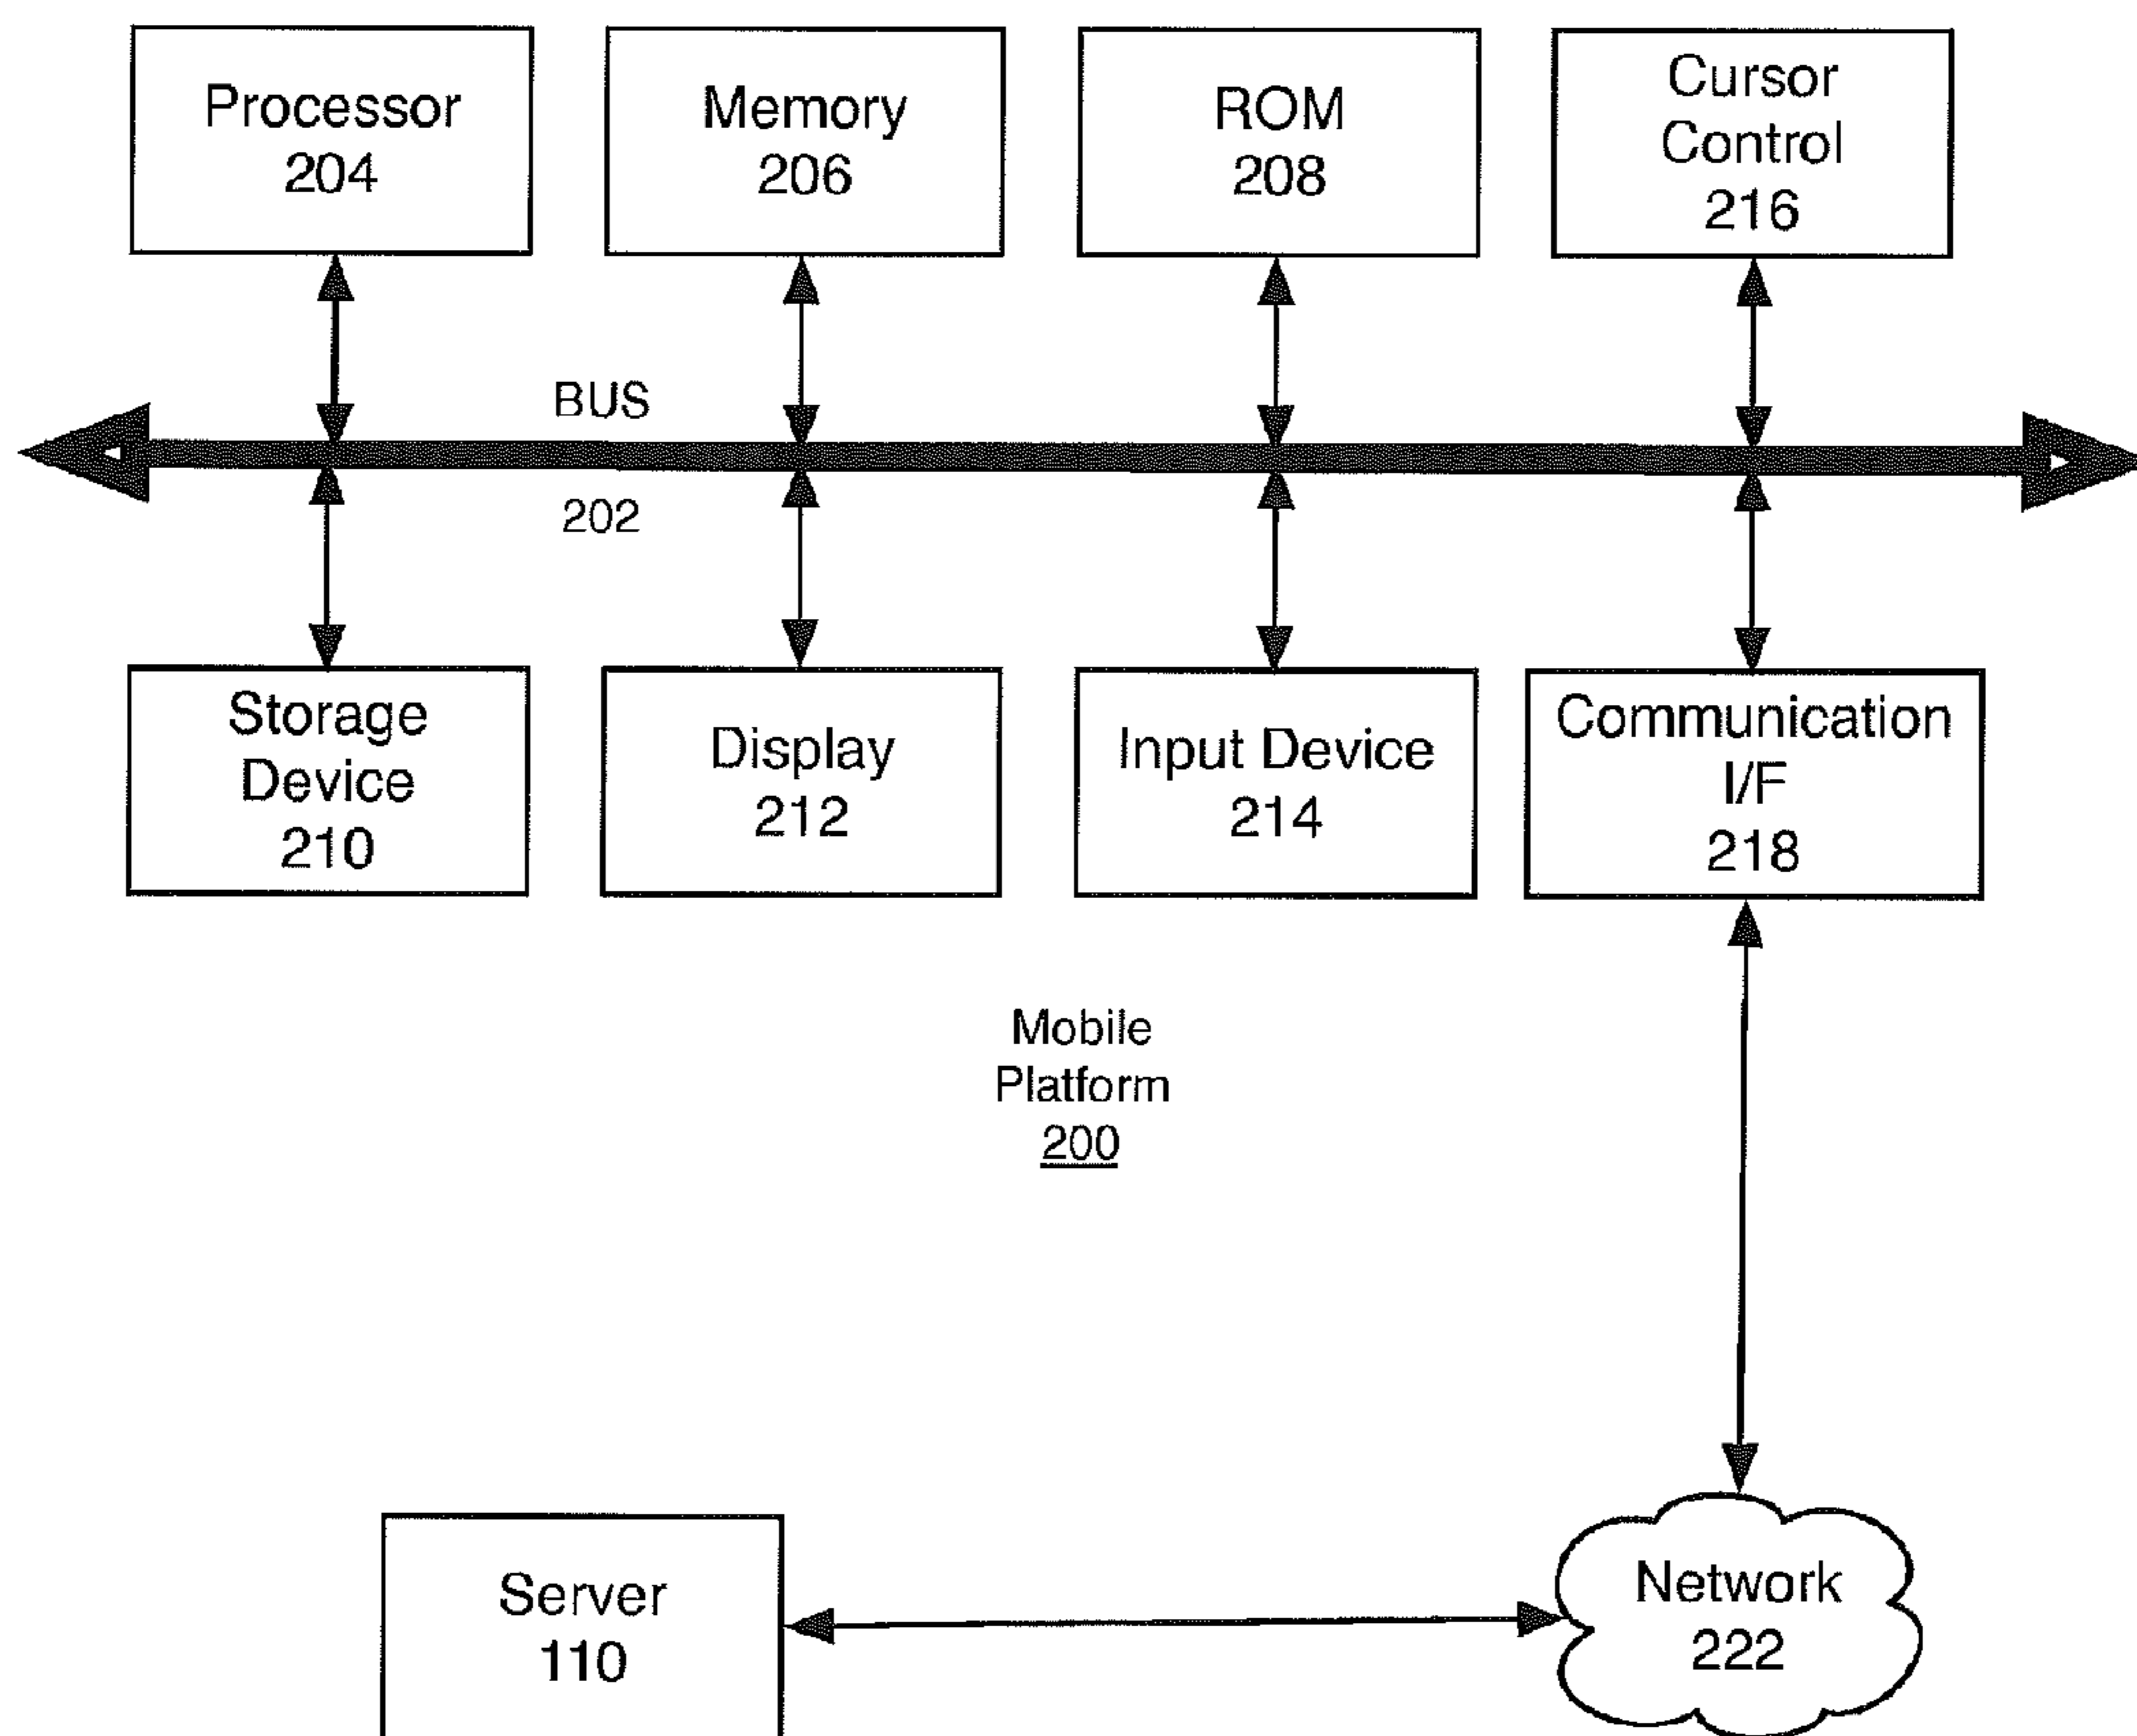 Processor
204
Memory
206
ROM
208
Cursor
Control
216
BUS
202
Storage
Device
210
Display
212
Input Device
214
Communication
I/F
218
Mobile
Platform
200
Server
110
Network
222